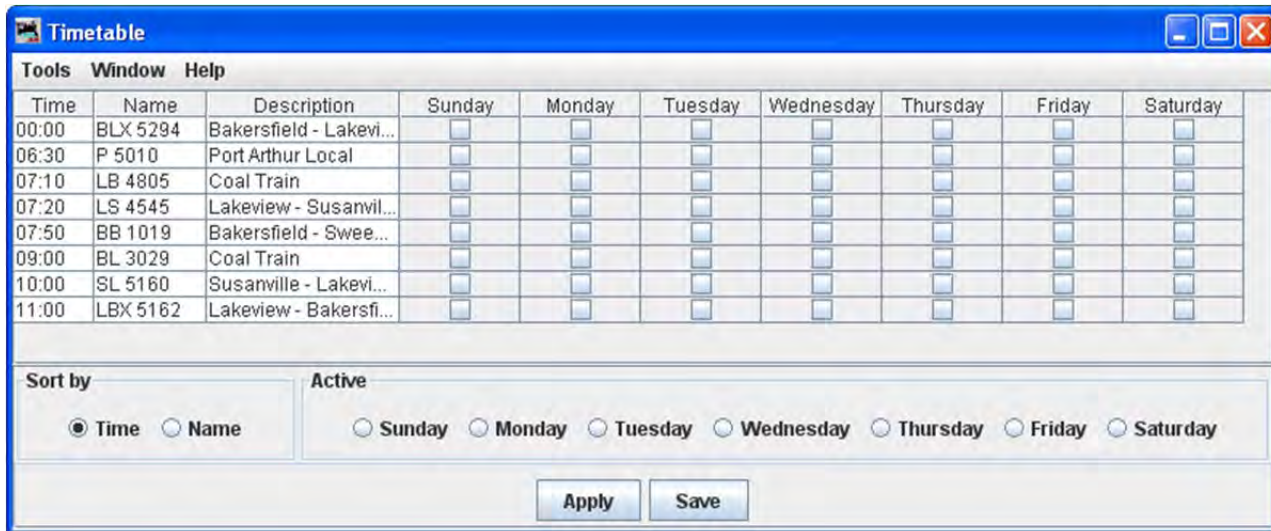 Timetable
Tools Window Help
Time Name Description Sunday Monday Tuesday Wednesday Thursday Friday Saturday
00:00 BLX 5294 Bakersfield - Lakevi...
06:30 P 5010 Port Arthur Local
07:10 LB 4805 Coal Train
07:20 LS 4545 Lakeview - Susanvil...
07:50 BB 1019 Bakersfield - Swee...
09:00 BL 3029 Coal Train
10:00 SL 5160 Susanville - Lakevi...
11:00 LBX 5162 Lakeview - Bakersfi...
Sort by Active
Time Name Sunday Monday Tuesday Wednesday Thursday Friday Saturday
Apply Save